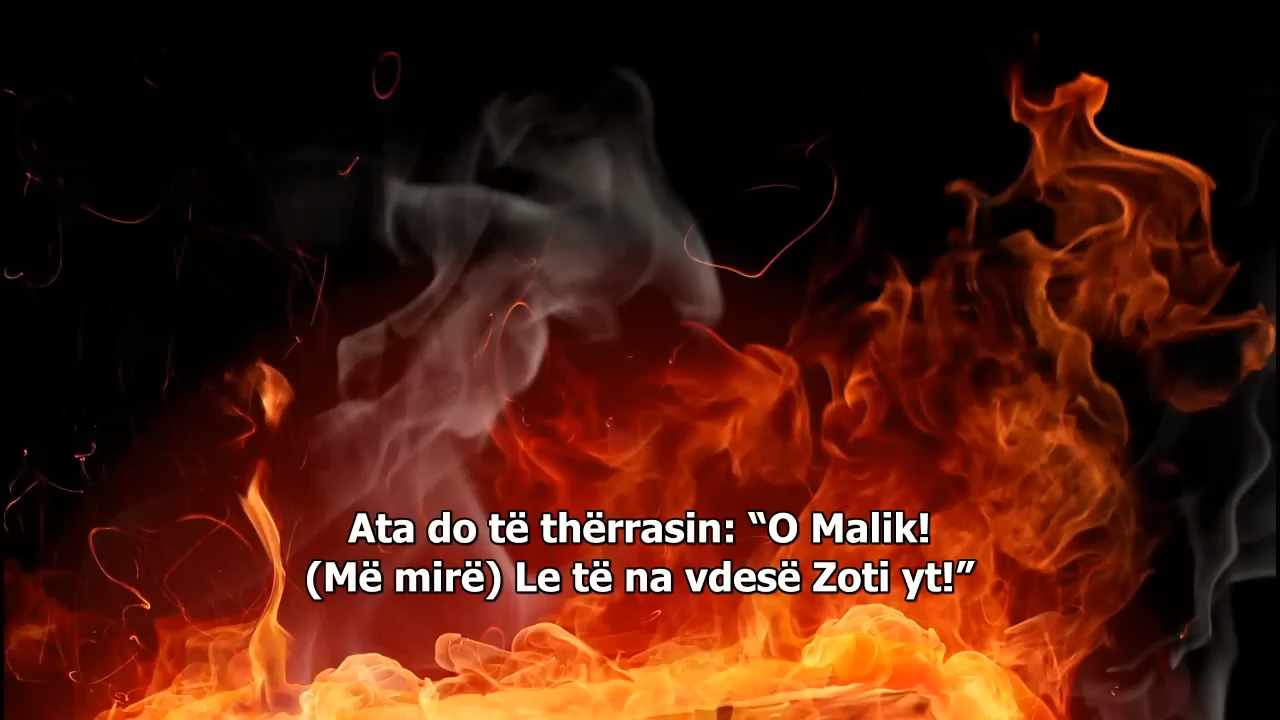 Ata do të thërrasin: “O Malik!
(Më mirë) Le të na vdesë Zoti yt!”